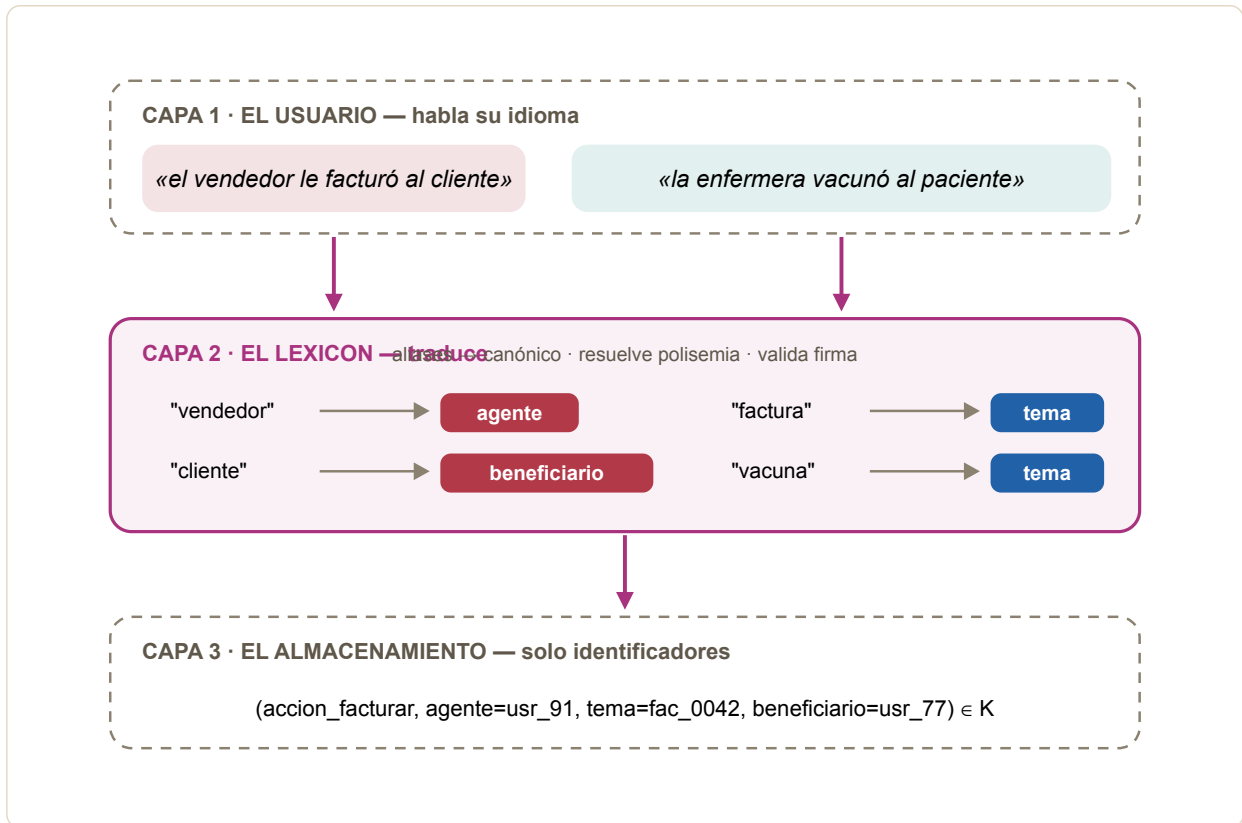 CAPA 1 · EL USUARIO — habla su idioma
«el vendedor le facturó al cliente»
«la enfermera vacunó al paciente»
CAPA 2 · EL LEXICON — traduce
canónico · resuelve polisemia · valida firma
"vendedor" agente
"factura" tema
"cliente" beneficiario
"vacuna" tema
CAPA 3 · EL ALMACENAMIENTO — solo identificadores
(accion_facturar, agente=usr_91, tema=fac_0042, beneficiario=usr_77) ∈ K